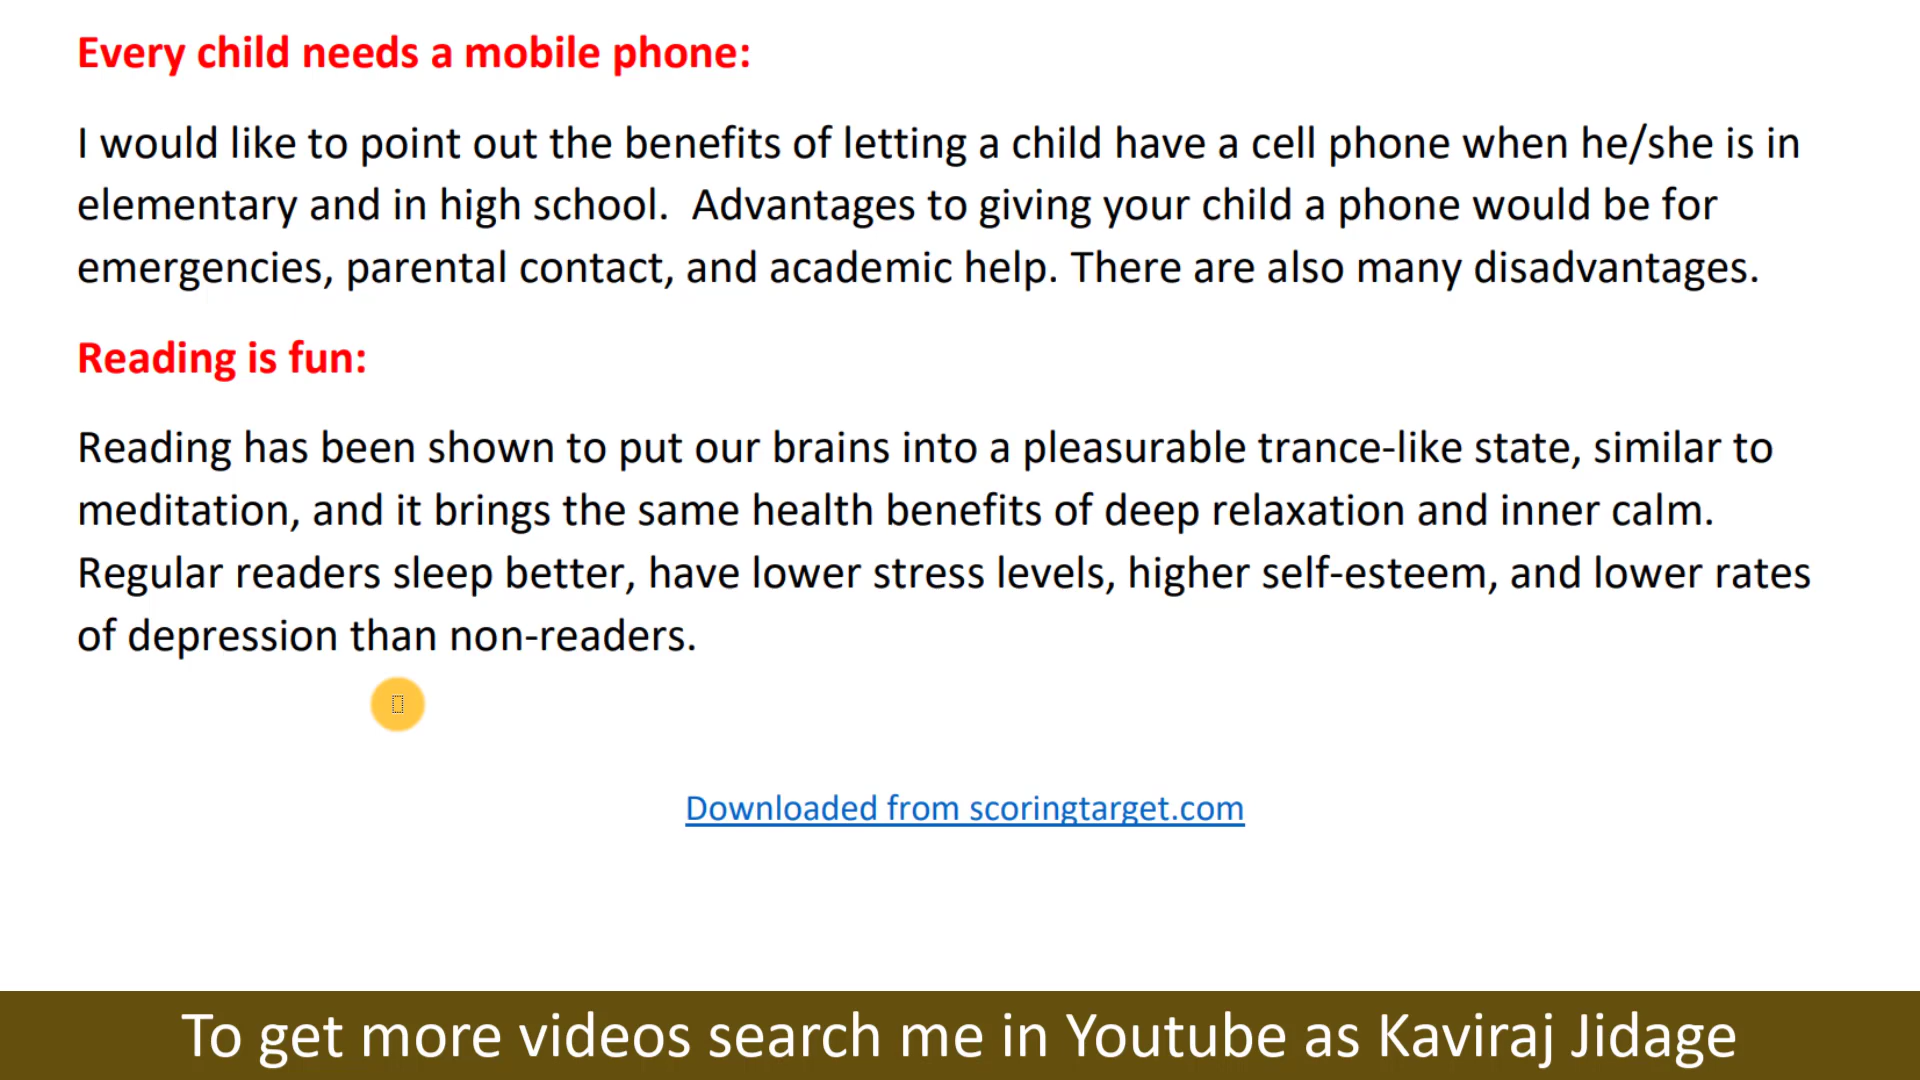 Every child needs a mobile phone:
I would like to point out the benefits of letting a child have a cell phone when he/she is in
elementary and in high school.  Advantages to giving your child a phone would be for
emergencies, parental contact, and academic help. There are also many disadvantages.
Reading is fun:
Reading has been shown to put our brains into a pleasurable trance-like state, similar to
meditation, and it brings the same health benefits of deep relaxation and inner calm.
Regular readers sleep better, have lower stress levels, higher self-esteem, and lower rates
of depression than non-readers.
Downloaded from scoringtarget.com
To get more videos search me in Youtube as Kaviraj Jidage